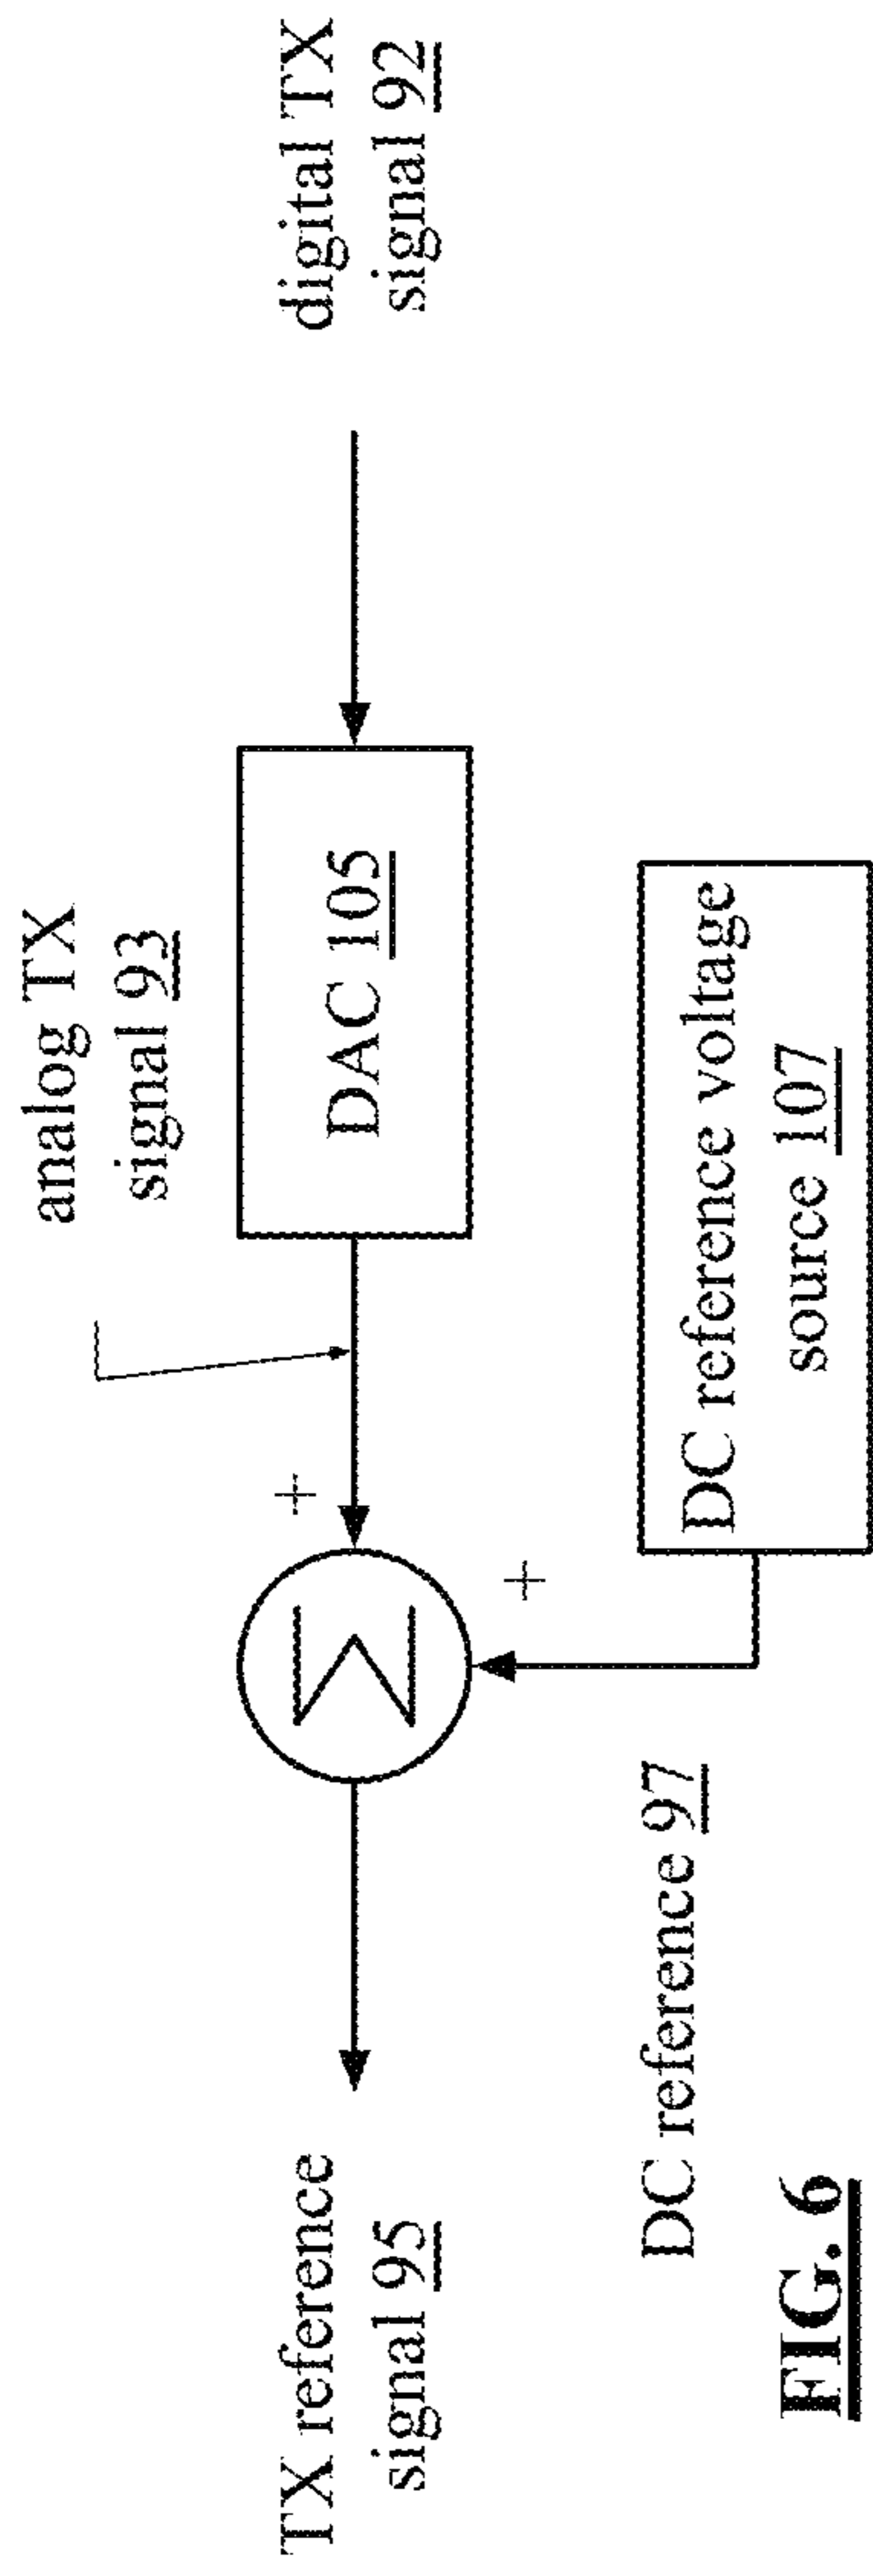 analog TX
signal 93
TX reference
signal 95
Σ
+
+
DAC 105
digital TX
signal 92
DC reference 97
DC reference voltage
source 107
FIG. 6